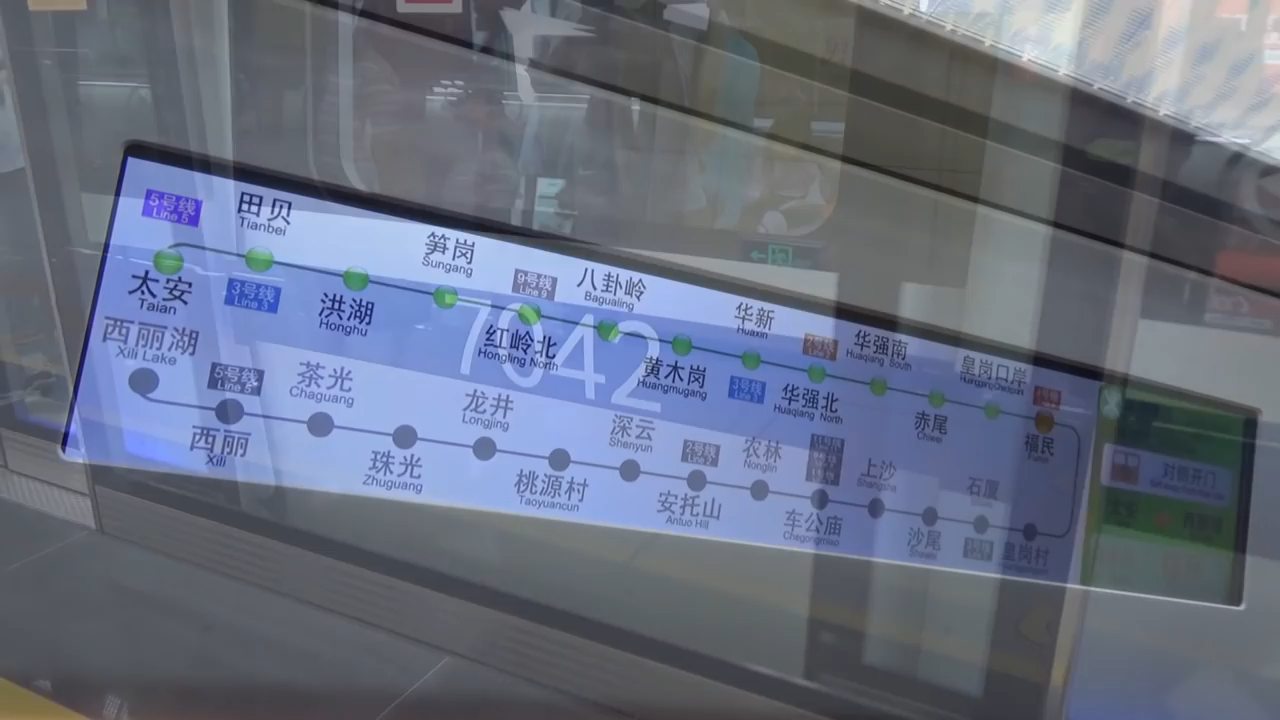 5号线
Line 5
田贝
Tianbei
笋岗
Sungang
9号线
Line 9
八卦岭
Bagualing
华新
Huaxin
华强南
Huaqiang South
皇岗口岸
太安
Taian
3号线
Line 3
洪湖
Honghu
红岭北
Hongling North
黄木岗
Huangmugang
3号线
Line 3
华强北
Huaqiang North
赤尾
Chiwei
福民
Fumin
7042
西丽湖
Xili Lake
5号线
Line 5
茶光
Chaguang
龙井
Longjing
深云
Shenyun
2号线
Line 2
农林
Nonglin
上沙
Shangsha
石厦
西丽
Xili
珠光
Zhuguang
桃源村
Taoyuancun
安托山
Antuo Hill
车公庙
Chegongmiao
沙尾
Shawei
皇岗村
对侧开门